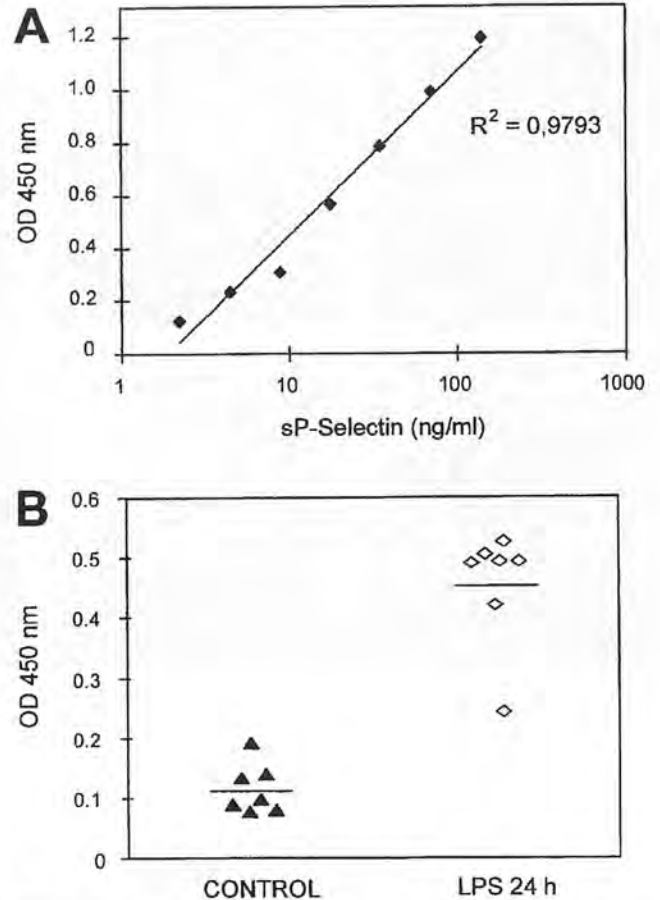 A
1.2
1.0
0.8
0.6
0.4
0.2
0
OD 450 nm
R² = 0,9793
1 10 100 1000
sP-Selectin (ng/ml)
B
0.6
0.5
0.4
0.3
0.2
0.1
0
OD 450 nm
CONTROL LPS 24 h